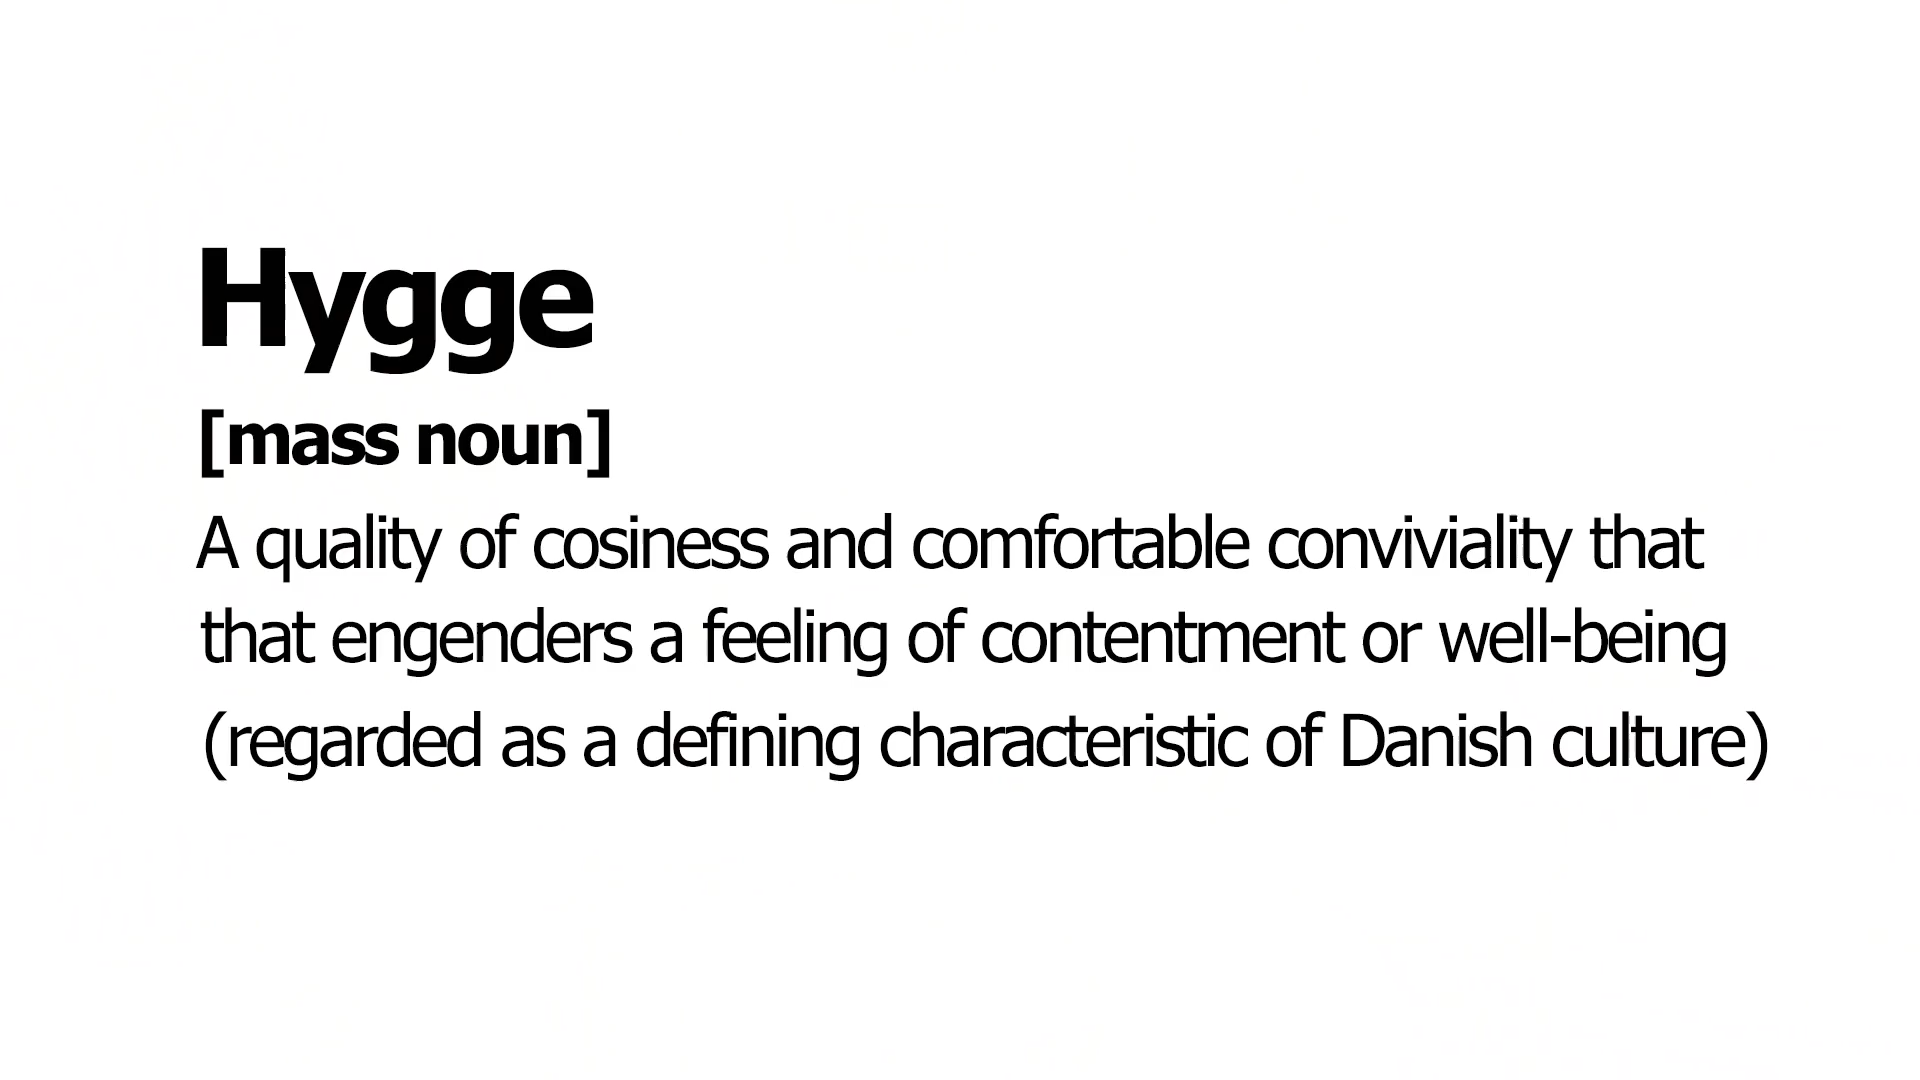 Hygge
[mass noun]
A quality of cosiness and comfortable conviviality that
that engenders a feeling of contentment or well-being
(regarded as a defining characteristic of Danish culture)